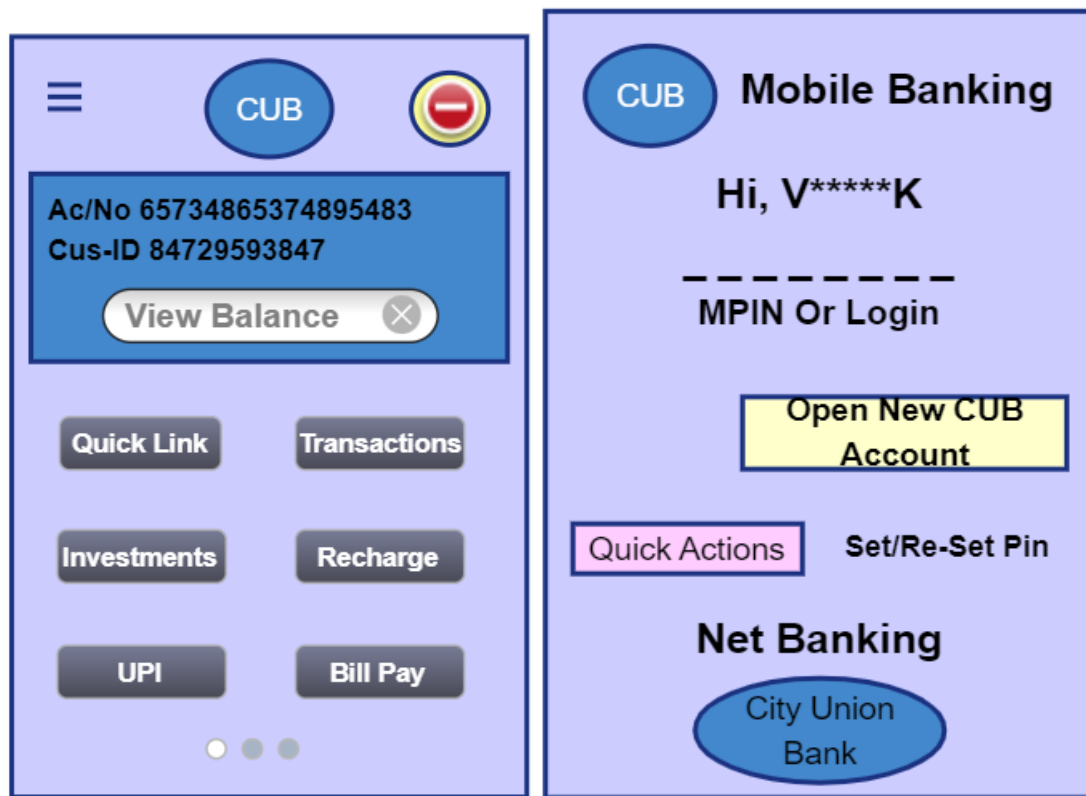 CUB
Ac/No 65734865374895483
Cus-ID 84729593847
View Balance
Quick Link
Transactions
Investments
Recharge
UPI
Bill Pay
CUB
Mobile Banking
Hi, V*****K
_ _ _ _ _ _ _ _
MPIN Or Login
Open New CUB
Account
Quick Actions
Set/Re-Set Pin
Net Banking
City Union
Bank